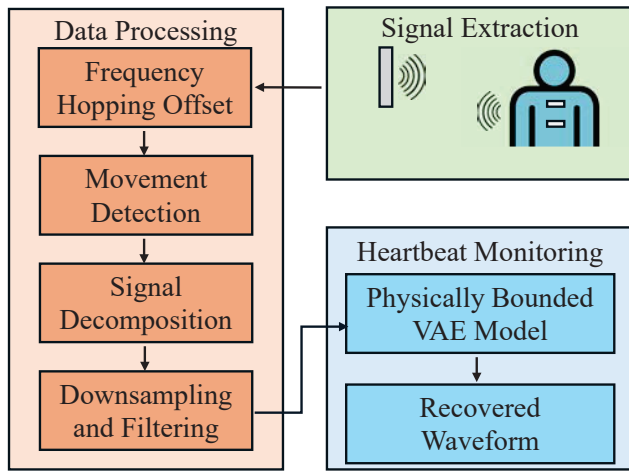 Data Processing
Frequency
Hopping Offset
Movement
Detection
Signal
Decomposition
Downsampling
and Filtering
Signal Extraction
Heartbeat Monitoring
Physically Bounded
VAE Model
Recovered
Waveform